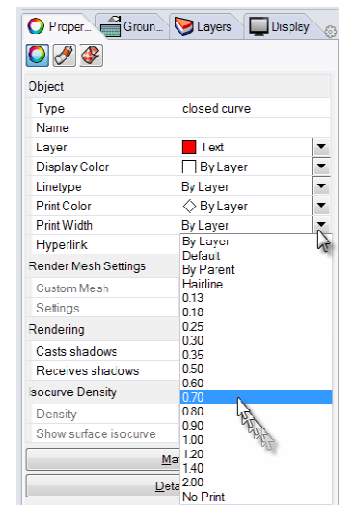 Proper... Groun... Layers Display
Object
Type closed curve
Name
Layer Text
Display Color By Layer
Linetype By Layer
Print Color By Layer
Print Width By Layer
Hyperlink By Layer
Default
Render Mesh Settings By Parent
Hairline
Custom Mesh 0.13
Settings 0.18
0.25
Rendering 0.30
Casts shadows 0.35
Receives shadows 0.50
0.60
Isocurve Density 0.70
Density 0.80
0.90
Show surface isocurve 1.00
Ma 1.20
1.40
Deta 2.00
No Print